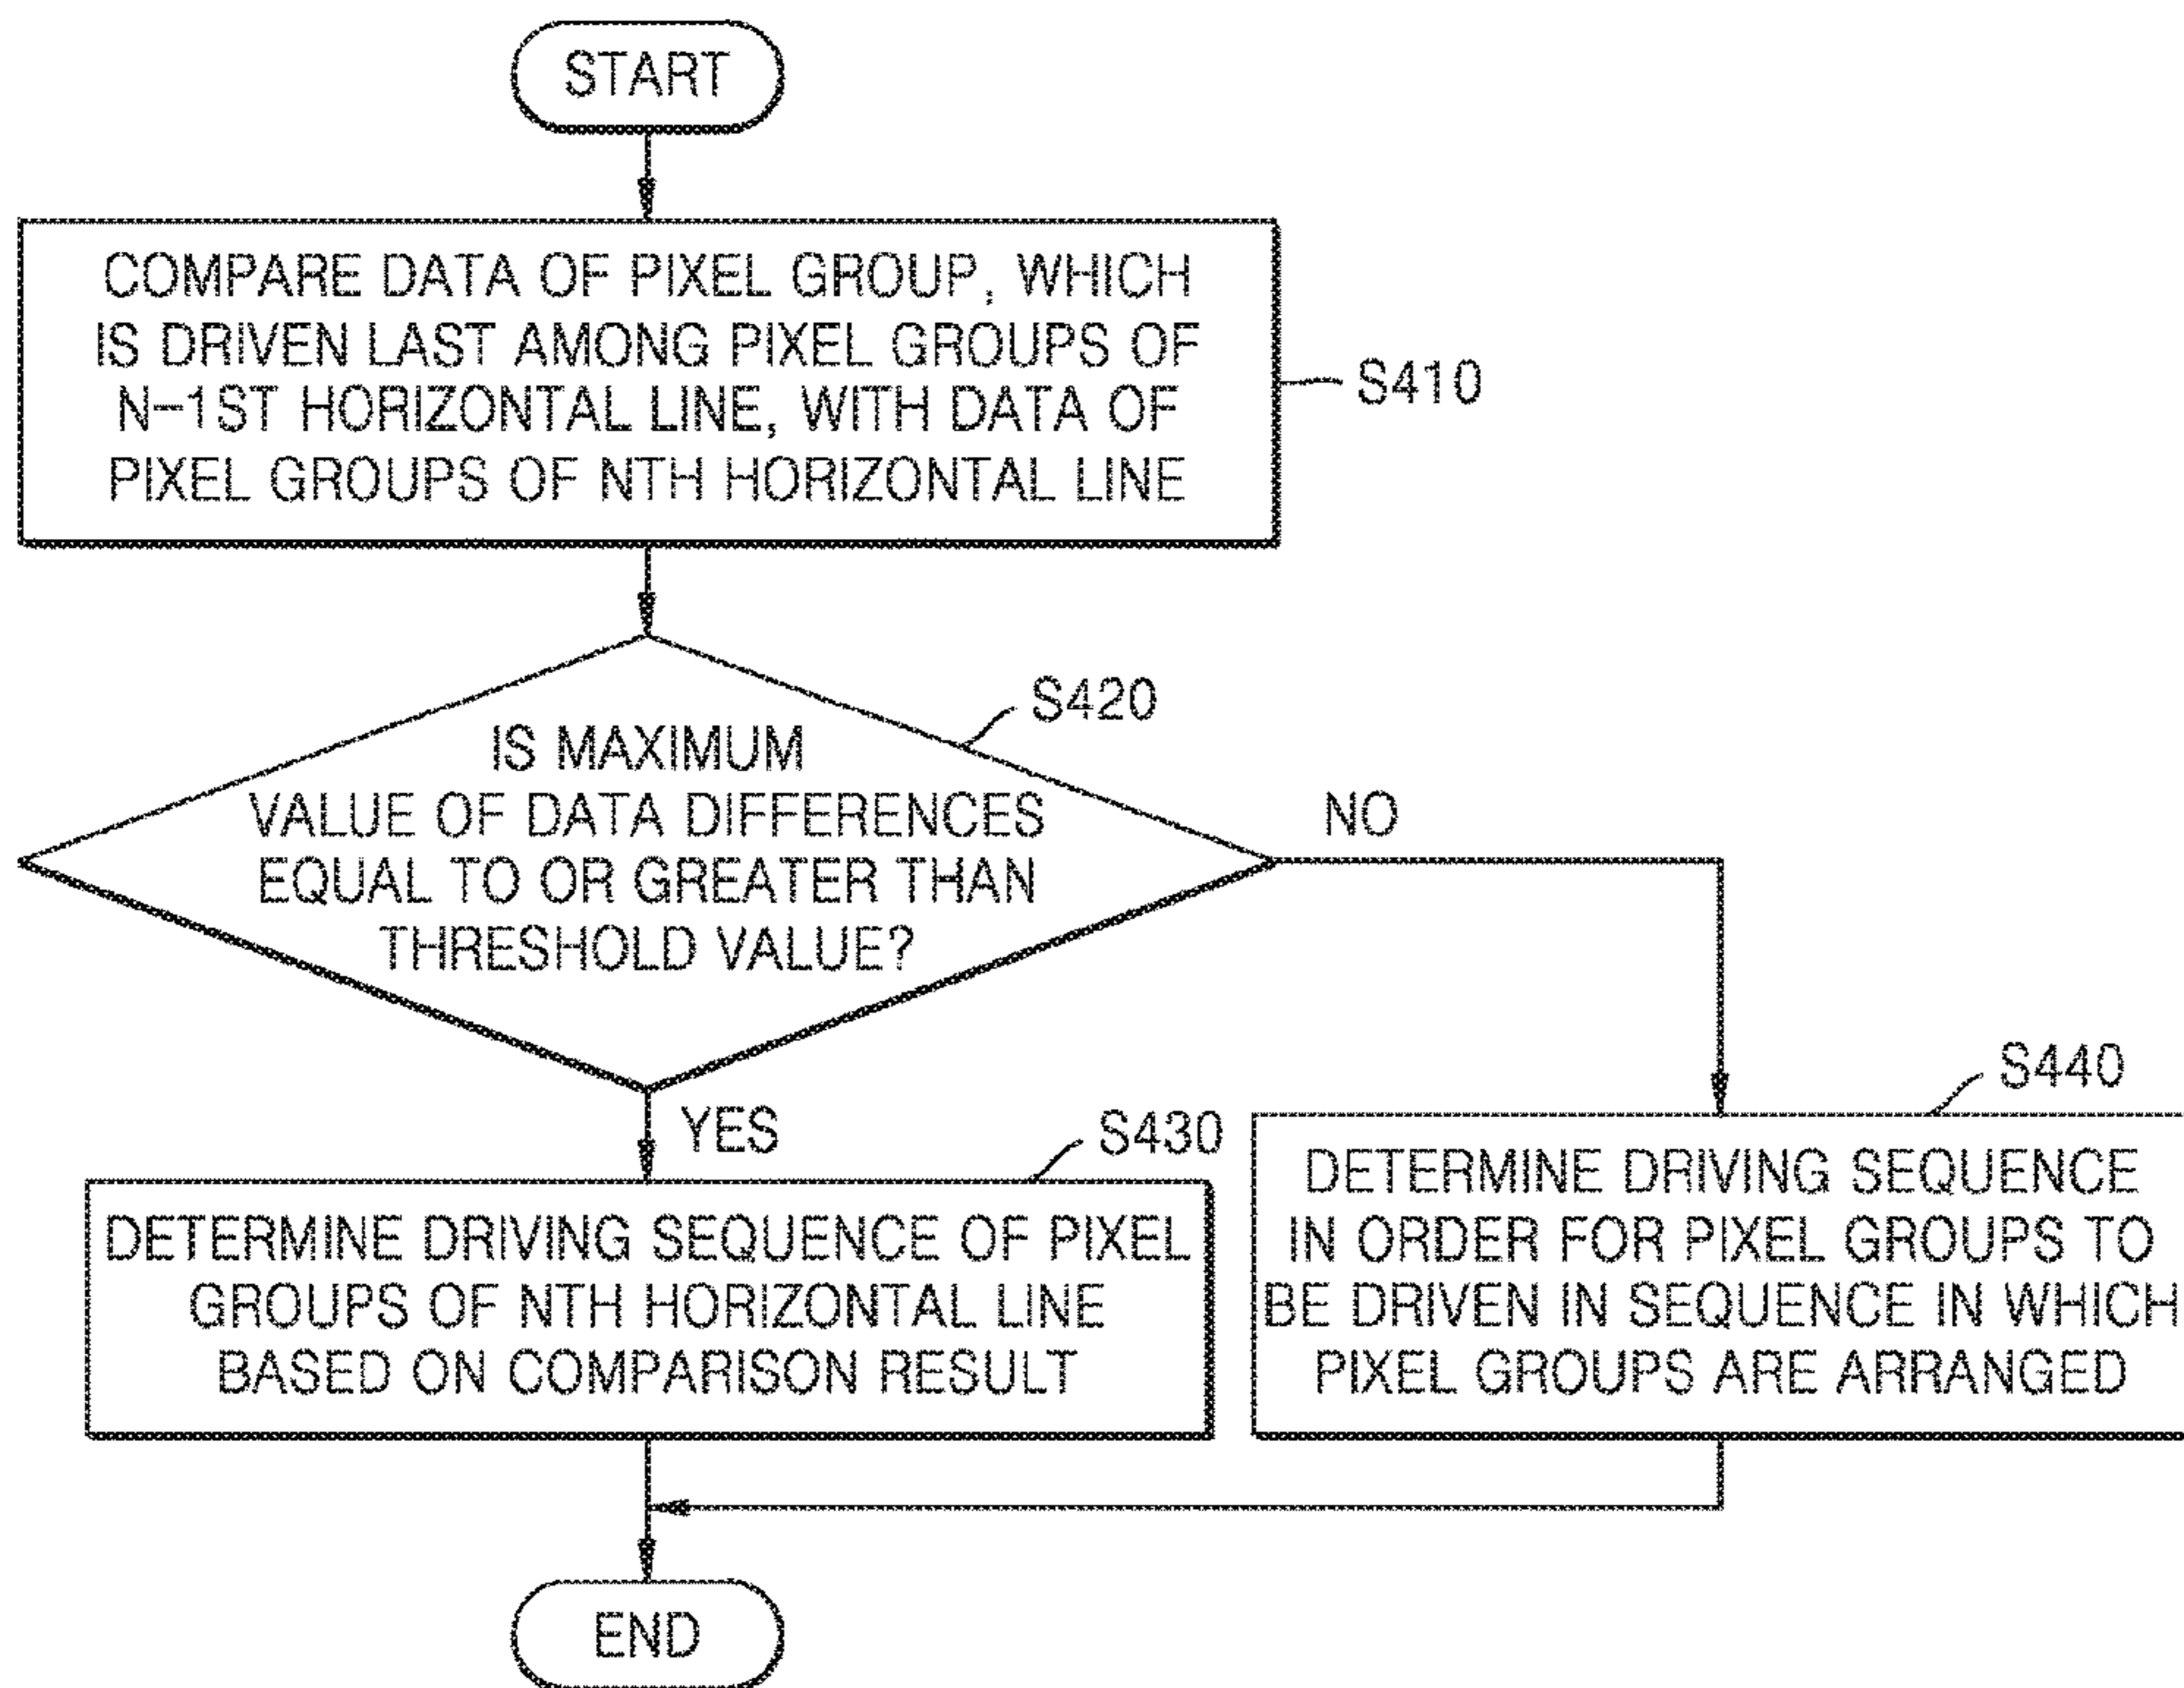 START
COMPARE DATA OF PIXEL GROUP, WHICH
IS DRIVEN LAST AMONG PIXEL GROUPS OF
N-1ST HORIZONTAL LINE, WITH DATA OF
PIXEL GROUPS OF NTH HORIZONTAL LINE
S410
S420
IS MAXIMUM
VALUE OF DATA DIFFERENCES
EQUAL TO OR GREATER THAN
THRESHOLD VALUE?
NO
YES
S430
DETERMINE DRIVING SEQUENCE OF PIXEL
GROUPS OF NTH HORIZONTAL LINE
BASED ON COMPARISON RESULT
S440
DETERMINE DRIVING SEQUENCE
IN ORDER FOR PIXEL GROUPS TO
BE DRIVEN IN SEQUENCE IN WHICH
PIXEL GROUPS ARE ARRANGED
END